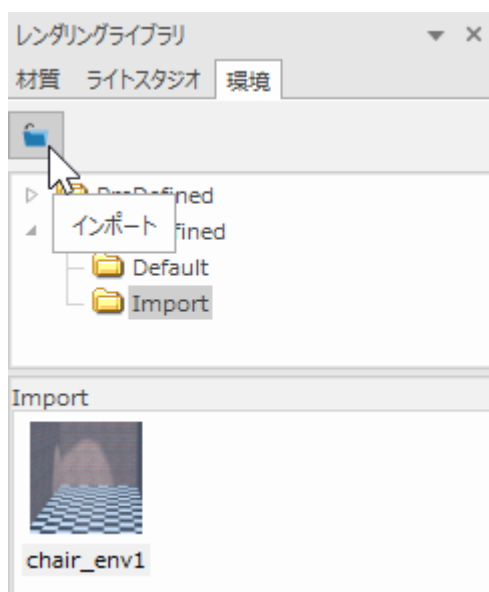 レンダリングライブラリ
材質 ライトスタジオ 環境
インポート
Default
Import
Import
chair_env1